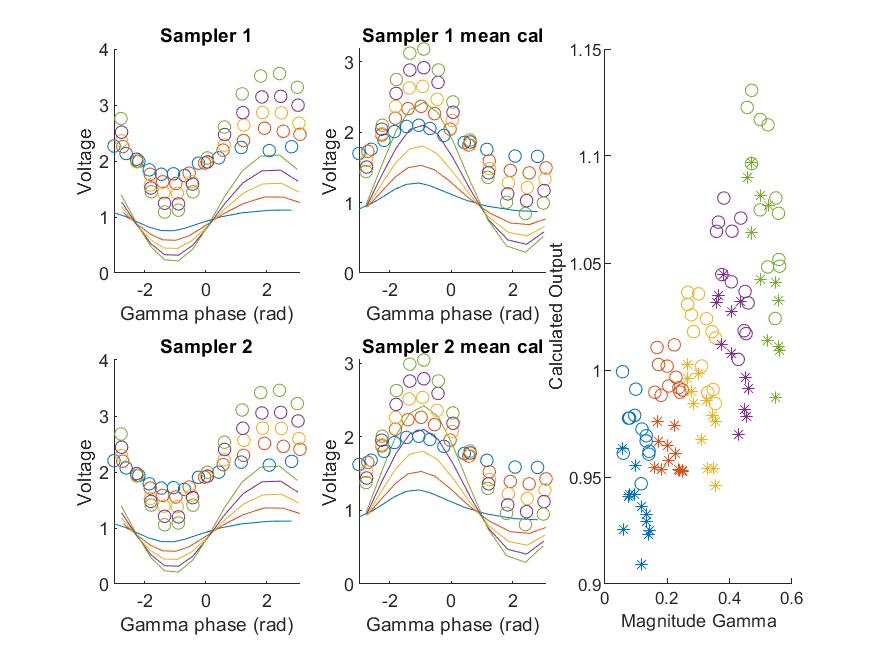 Sampler 1
4
3
2
1
0
Voltage
-2 0 2
Gamma phase (rad)
Sampler 1 mean cal
3
2
1
0
Voltage
-2 0 2
Gamma phase (rad)
Sampler 2
4
3
2
1
0
Voltage
-2 0 2
Gamma phase (rad)
Sampler 2 mean cal
3
2
1
0
Voltage
-2 0 2
Gamma phase (rad)
1.15
1.1
1.05
1
0.95
0.9
Calculated Output
0 0.2 0.4 0.6
Magnitude Gamma